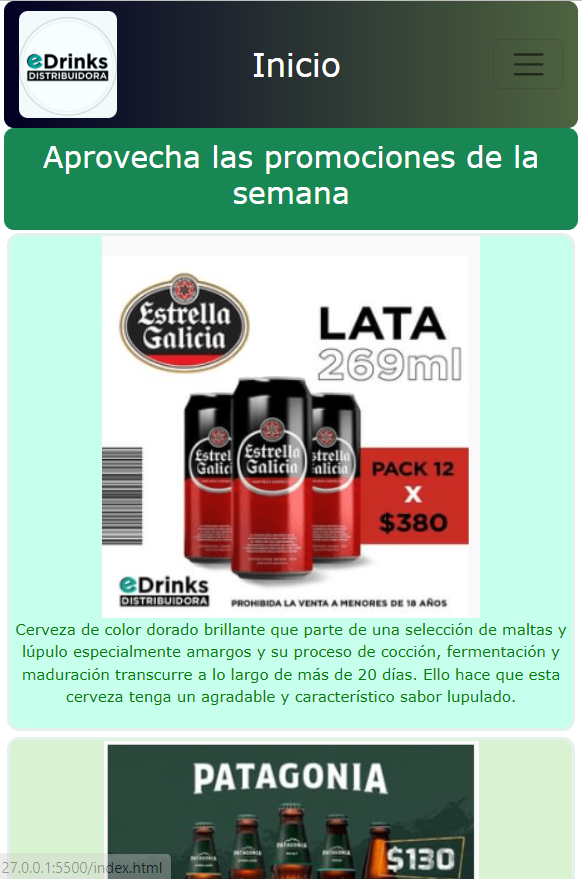 eDrinks
DISTRIBUIDORA
Inicio
Aprovecha las promociones de la
semana
Estrella
Galicia
LATA
269ml
Estrella
Galicia
PACK 12
X
$380
eDrinks
DISTRIBUIDORA
PROHIBIDA LA VENTA A MENORES DE 18 AÑOS
Cerveza de color dorado brillante que parte de una selección de maltas y
lúpulo especialmente amargos y su proceso de cocción, fermentación y
maduración transcurre a lo largo de más de 20 días. Ello hace que esta
cerveza tenga un agradable y característico sabor lupulado.
PATAGONIA
PATAGONIA
$130
27.0.0.1:5500/index.html